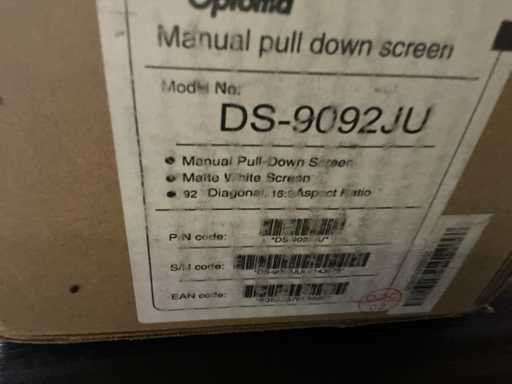 Optoma
Manual pull down screen
Model No:
DS-9092JU
Manual Pull-Down Screen
Matte White Screen
92" Diagonal, 16:9 Aspect Ratio
P/N code:
S/N code:
EAN code: